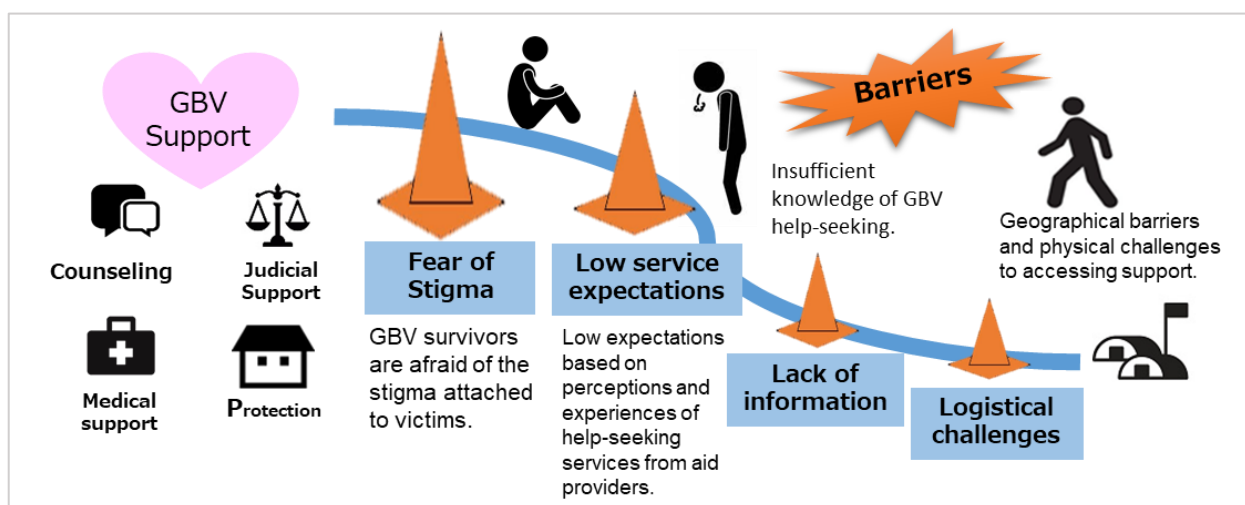 GBV
Support
Counseling
Judicial
Support
Medical
support
Protection
Barriers
Fear of
Stigma
GBV survivors
are afraid of the
stigma attached
to victims.
Low service
expectations
Low expectations
based on
perceptions and
experiences of
help-seeking
services from aid
providers.
Insufficient
knowledge of GBV
help-seeking.
Lack of
information
Geographical barriers
and physical challenges
to accessing support.
Logistical
challenges